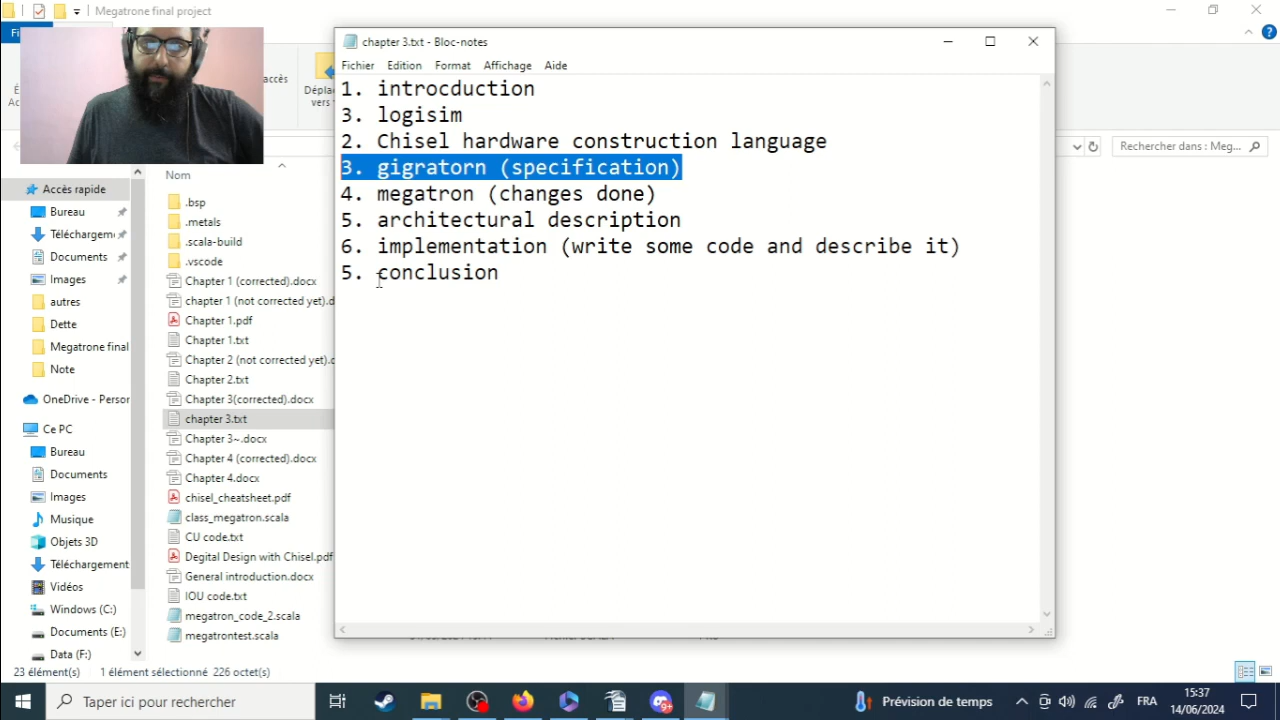 Megatrone final project
Fi
accès
Déplac
vers
chapter 3.txt - Bloc-notes
Fichier Edition Format Affichage Aide
1. introcduction
3. logisim
2. Chisel hardware construction language
3. gigratorn (specification)
4. megatron (changes done)
5. architectural description
6. implementation (write some code and describe it)
5. conclusion
Rechercher dans : Meg...
Accès rapide
Bureau
Téléchargem
Documents
Images
autres
Dette
Megatrone final
Note
OneDrive - Person
Ce PC
Bureau
Documents
Images
Musique
Objets 3D
Téléchargement
Vidéos
Windows (C:)
Documents (E:)
Data (F:)
Nom
.bsp
.metals
.scala-build
.vscode
Chapter 1 (corrected).docx
chapter 1 (not corrected yet).d
Chapter 1.pdf
Chapter 1.txt
Chapter 2 (not corrected yet).c
Chapter 2.txt
Chapter 3(corrected).docx
chapter 3.txt
Chapter 3~.docx
Chapter 4 (corrected).docx
Chapter 4.docx
chisel_cheatsheet.pdf
class_megatron.scala
CU code.txt
Degital Design with Chisel.pdf
General introduction.docx
IOU code.txt
megatron_code_2.scala
megatrontest.scala
23 élément(s) 1 élément sélectionné 226 octet(s)
Taper ici pour rechercher
Prévision de temps
FRA
15:37
14/06/2024